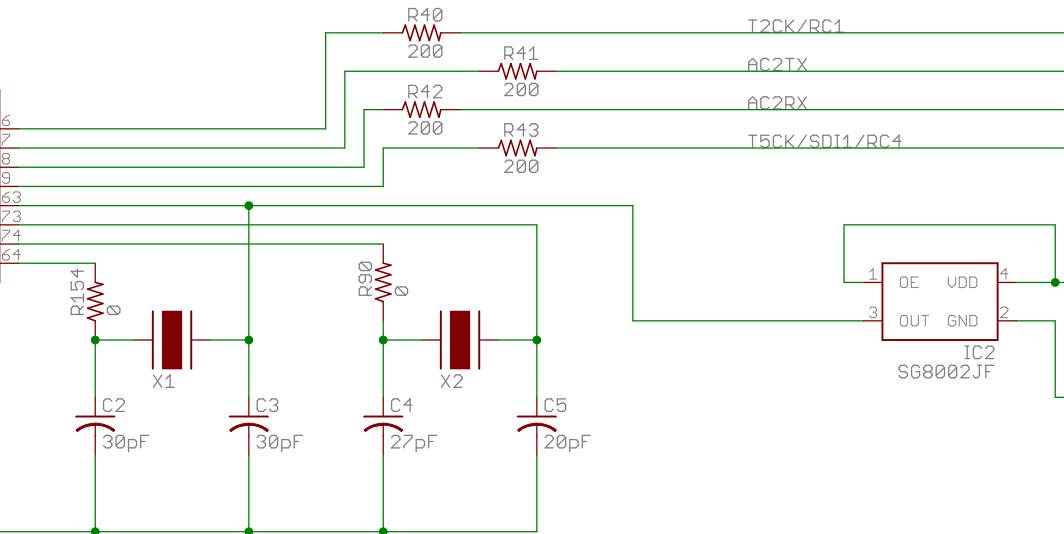 R40
200
T2CK/RC1
R41
200
AC2TX
R42
200
AC2RX
R43
200
T5CK/SDI1/RC4
6
7
8
9
63
73
74
64
R154
0
R90
0
X1
X2
1 OE VDD 4
3 OUT GND 2
IC2
SG8002JF
C2
30pF
C3
30pF
C4
27pF
C5
20pF